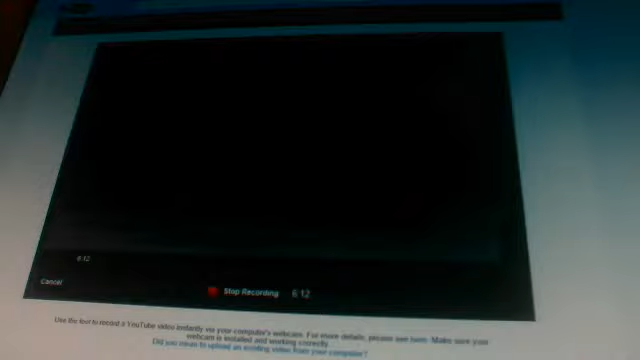 6:12
Cancel
Stop Recording 6:12
Use the tool to record a YouTube video instantly via your computer's webcam. For more details, please see here. Make sure your
webcam is installed and working correctly.
Did you mean to upload an existing video from your computer?